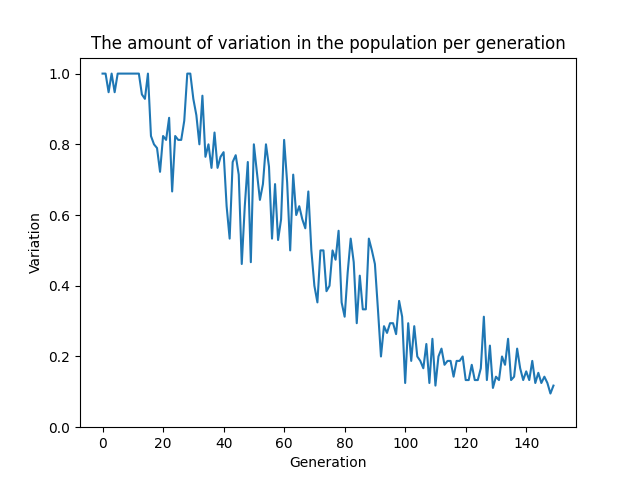 The amount of variation in the population per generation
1.0
0.8
0.6
0.4
0.2
0.0
Variation
0 20 40 60 80 100 120 140
Generation